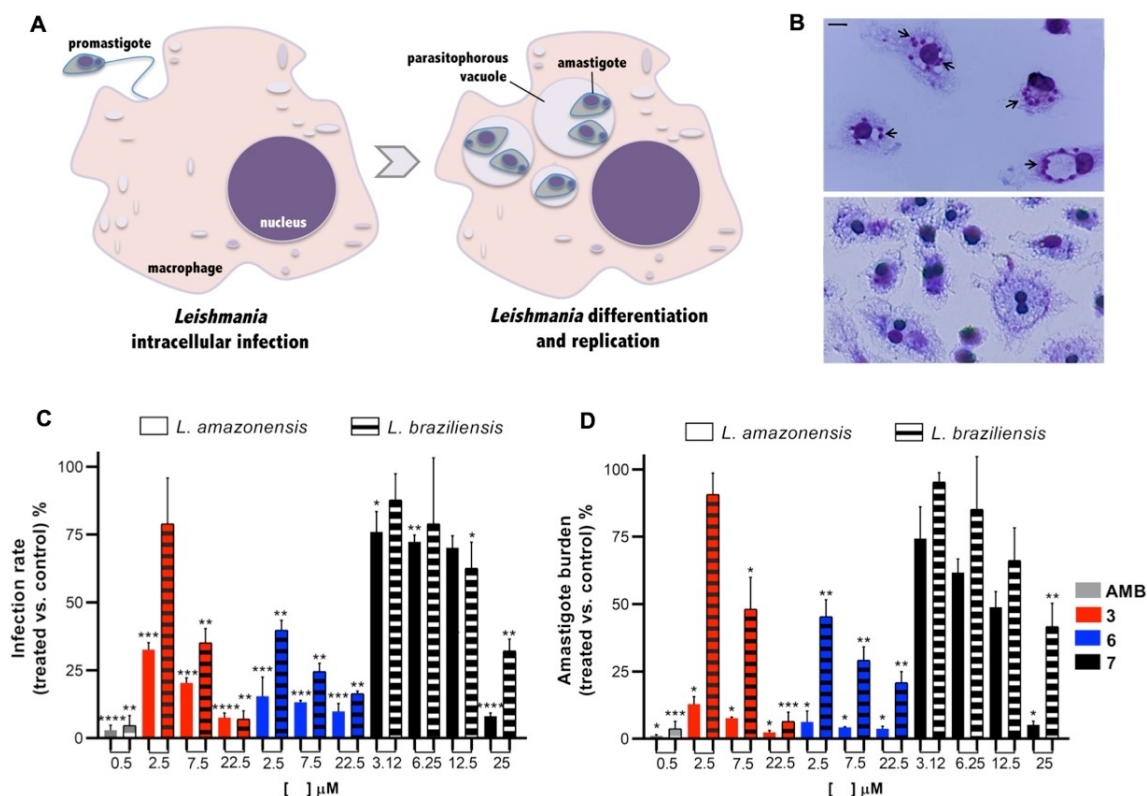 A
promastigote
nucleus
macrophage
Leishmania
intracellular infection
parasitophorous
vacuole
amastigote
Leishmania differentiation
and replication
B
C
L. amazonensis
L. braziliensis
Infection rate
(treated vs. control) %
100
75
50
25
0
**** ** *** *** ** **** ** *** ** *** ** *** ** * ** * **** **
0.5 2.5 7.5 22.5 2.5 7.5 22.5 3.12 6.25 12.5 25
[ ] µM
D
L. amazonensis
L. braziliensis
Amastigote burden
(treated vs. control) %
100
75
50
25
0
* *** * * * * *** * ** * ** * ** * **
0.5 2.5 7.5 22.5 2.5 7.5 22.5 3.12 6.25 12.5 25
[ ] µM
AMB
3
6
7